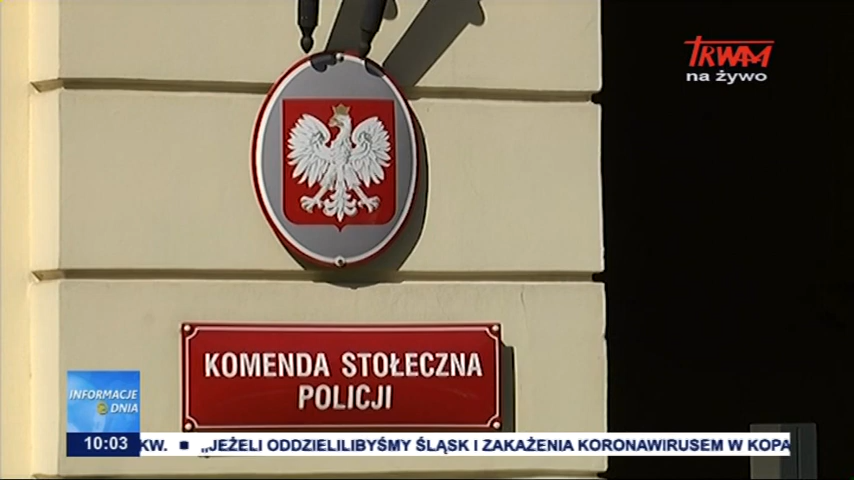 TRWAM
na żywo
KOMENDA STOŁECZNA
POLICJI
INFORMACJE
DNIA
10:03 KW. ■ „JEŻELI ODDZIELILIBYŚMY ŚLĄSK I ZAKAŻENIA KORONAWIRUSEM W KOPA